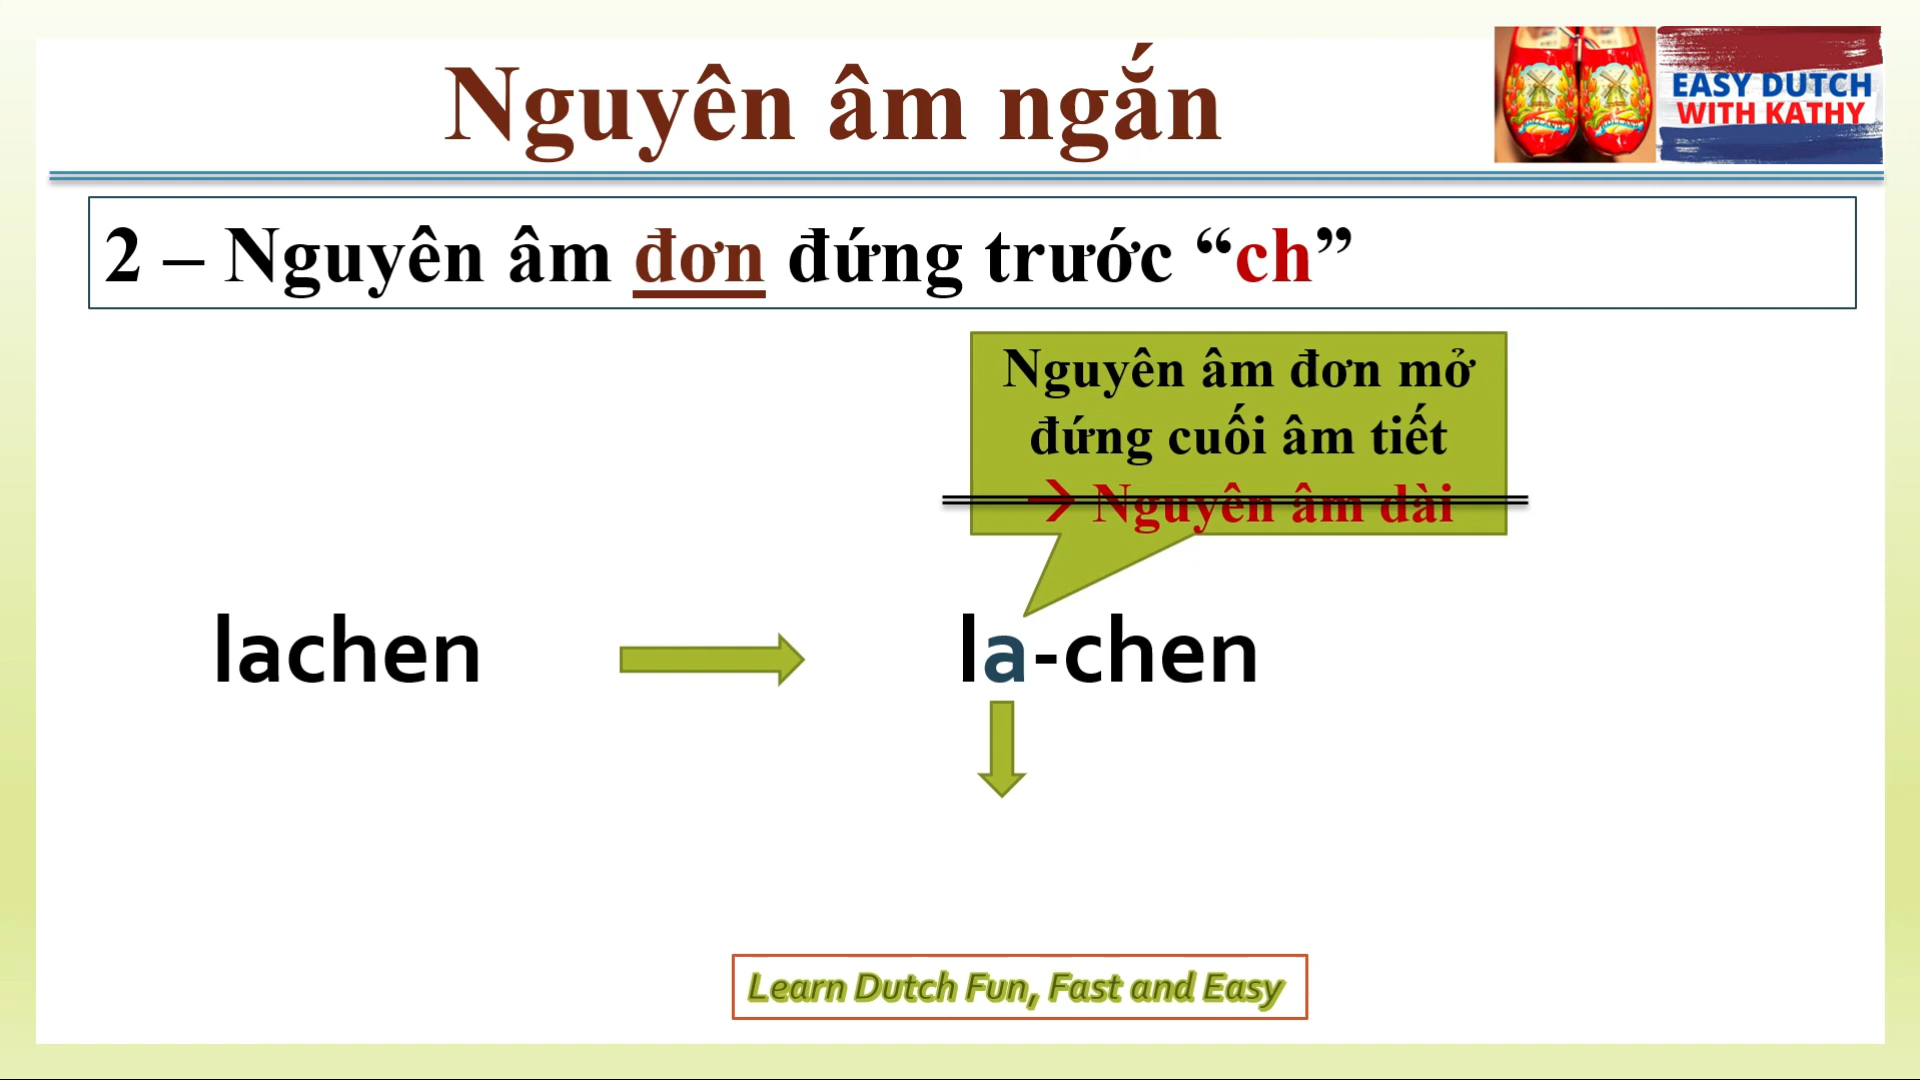 Nguyên âm ngắn
EASY DUTCH
WITH KATHY
2 – Nguyên âm đơn đứng trước “ch”
Nguyên âm đơn mở
đứng cuối âm tiết
→ Nguyên âm dài
lachen
la-chen
Learn Dutch Fun, Fast and Easy